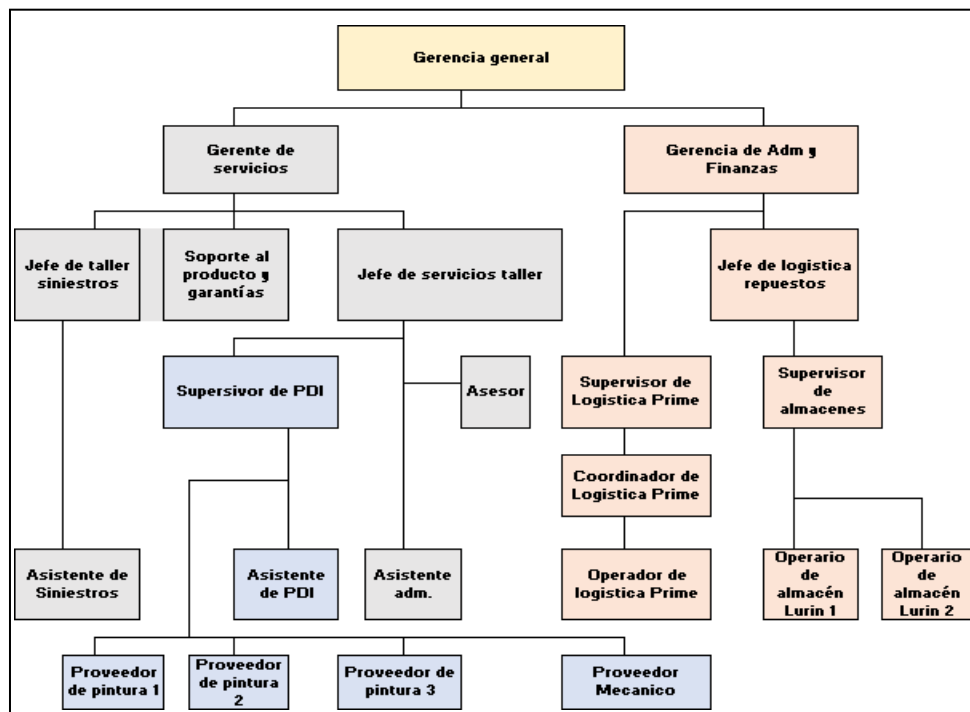 Gerencia general
Gerente de
servicios
Gerencia de Adm y
Finanzas
Jefe de taller
siniestros
Soporte al
producto y
garantías
Jefe de servicios taller
Jefe de logistica
repuestos
Supersivor de PDI
Asesor
Supervisor de
Logistica Prime
Supervisor
de
almacenes
Coordinador de
Logistica Prime
Asistente de
Siniestros
Asistente
de PDI
Asistente
adm.
Operador de
logistica Prime
Operario
de
almacén
Lurin 1
Operario
de
almacén
Lurin 2
Proveedor
de pintura 1
Proveedor
de pintura
2
Proveedor de
pintura 3
Proveedor
Mecanico